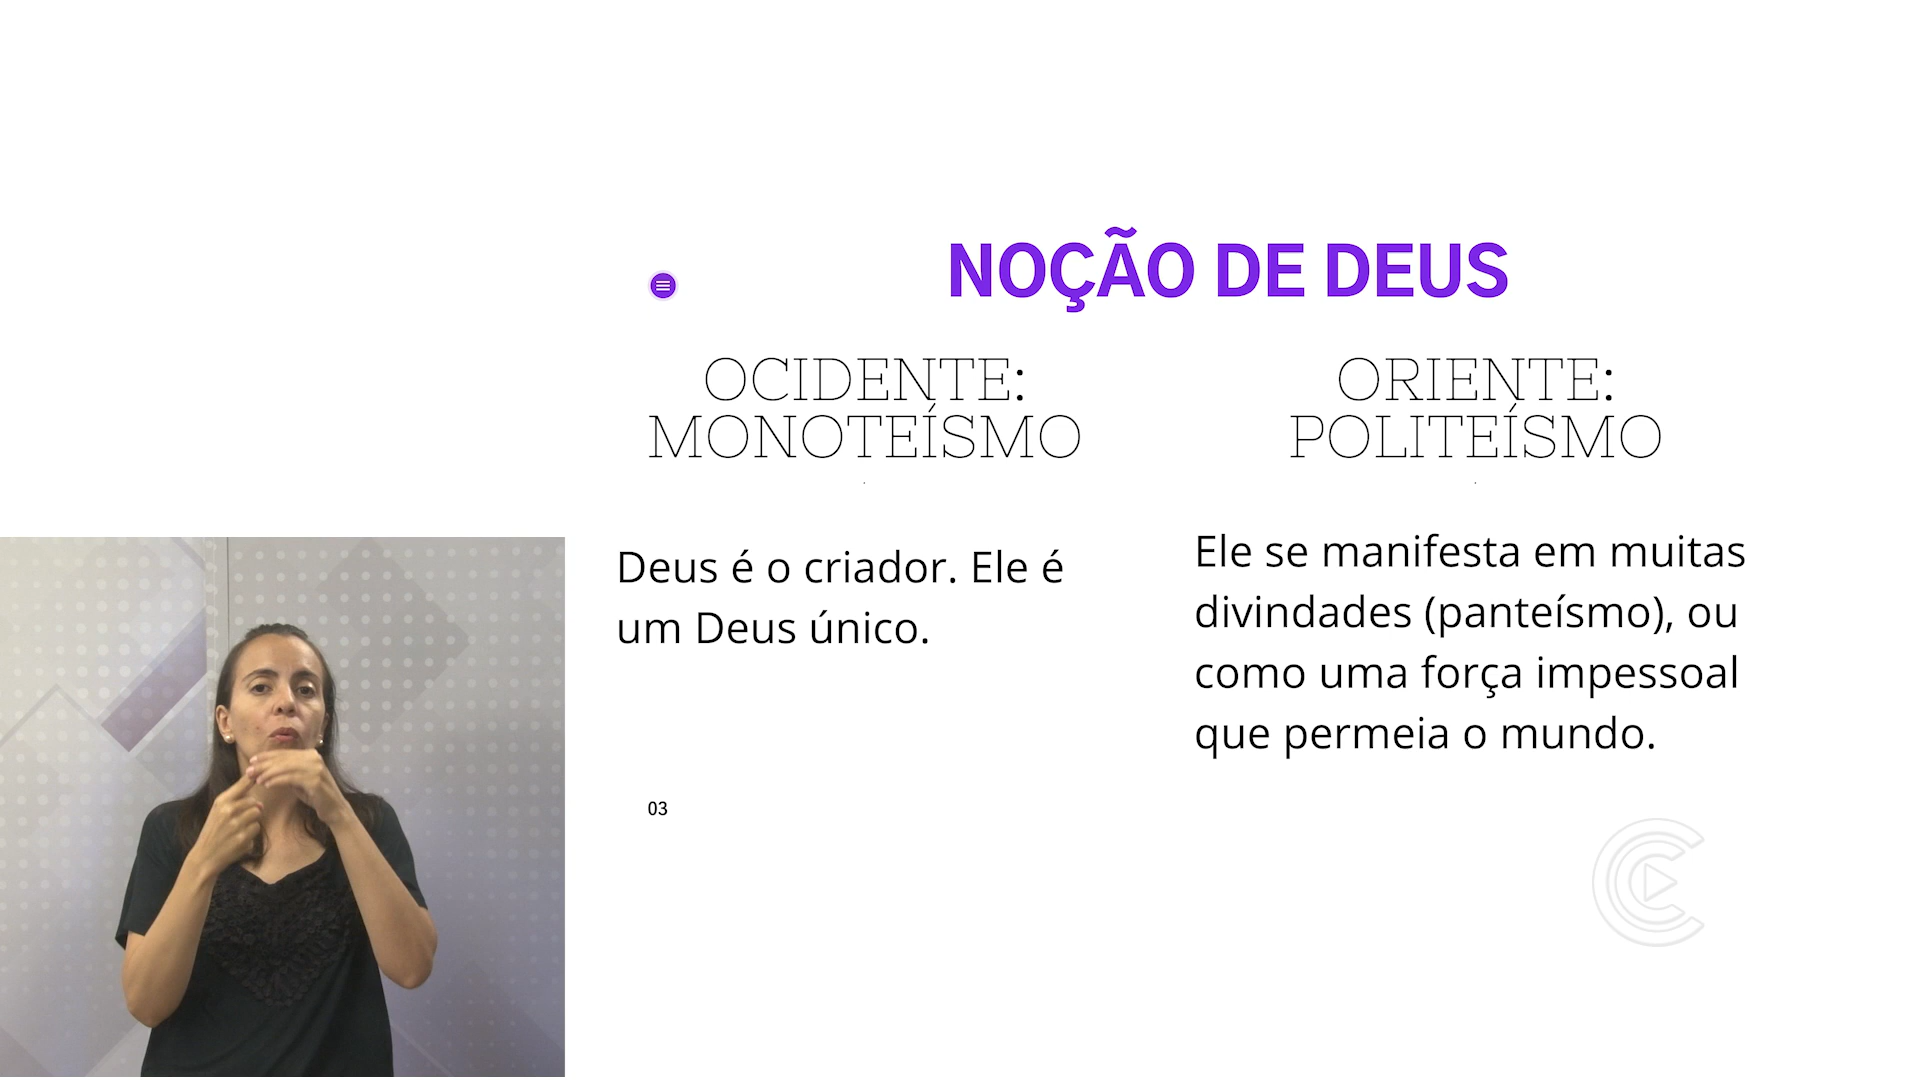 NOÇÃO DE DEUS
OCIDENTE:
MONOTEÍSMO
Deus é o criador. Ele é
um Deus único.
03
ORIENTE:
POLITEÍSMO
Ele se manifesta em muitas
divindades (panteísmo), ou
como uma força impessoal
que permeia o mundo.